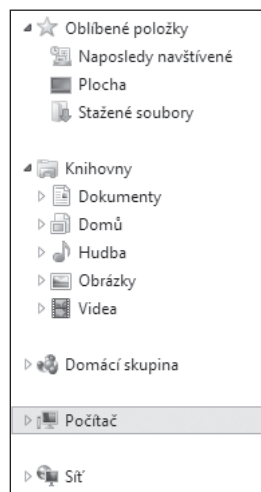 Oblíbené položky
Naposledy navštívené
Plocha
Stažené soubory
Knihovny
Dokumenty
Domů
Hudba
Obrázky
Videa
Domácí skupina
Počítač
Síť